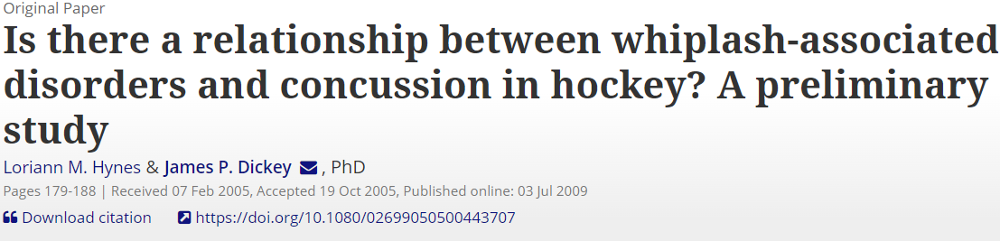 Original Paper
Is there a relationship between whiplash-associated
disorders and concussion in hockey? A preliminary
study
Loriann M. Hynes & James P. Dickey , PhD
Pages 179-188 | Received 07 Feb 2005, Accepted 19 Oct 2005, Published online: 03 Jul 2009
Download citation https://doi.org/10.1080/02699050500443707